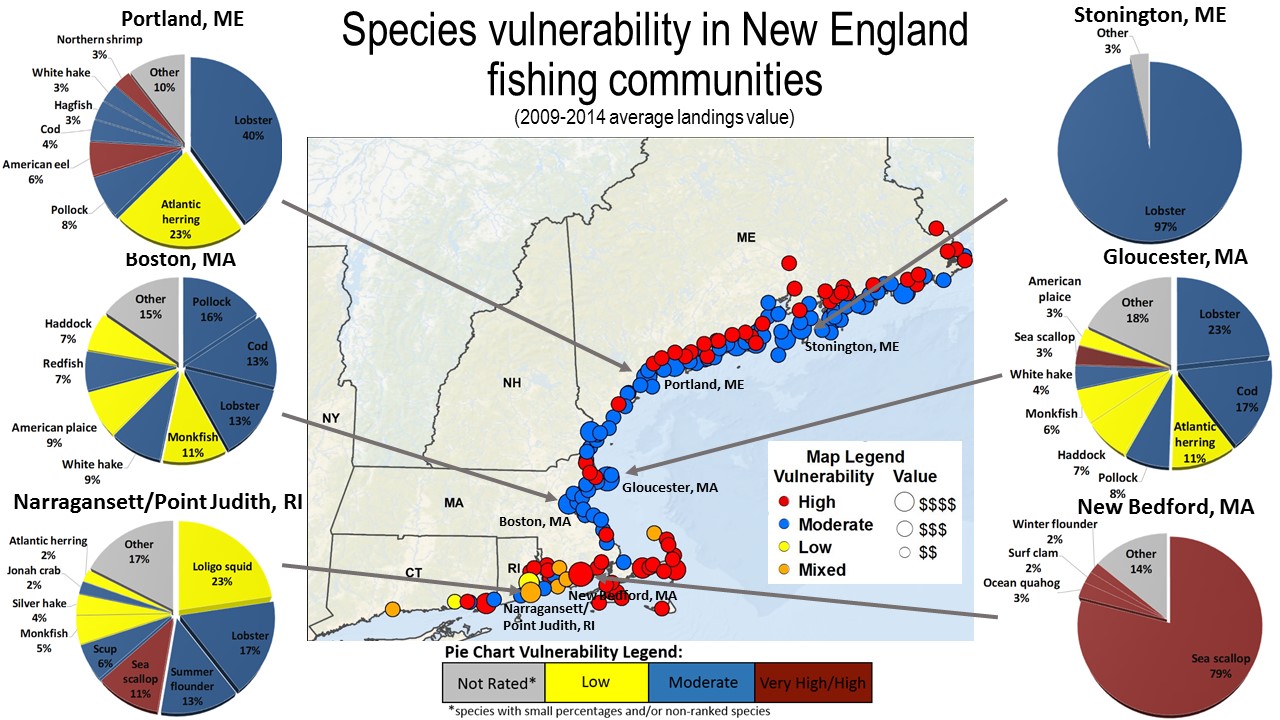 Species vulnerability in New England
fishing communities
(2009-2014 average landings value)
Portland, ME
Northern shrimp
3%
White hake
3%
Hagfish
3%
Cod
4%
American eel
6%
Pollock
8%
Atlantic
herring
23%
Lobster
40%
Other
10%
Boston, MA
Other
15%
Pollock
16%
Cod
13%
Lobster
13%
Monkfish
11%
White hake
9%
American plaice
9%
Redfish
7%
Haddock
7%
Narragansett/Point Judith, RI
Other
17%
Loligo squid
23%
Lobster
17%
Summer
flounder
13%
Sea
scallop
11%
Scup
6%
Monkfish
5%
Silver hake
4%
Jonah crab
2%
Atlantic herring
2%
ME
NH
NY
MA
CT
RI
Stonington, ME
Portland, ME
Gloucester, MA
Boston, MA
New Bedford, MA
Narragansett/
Point Judith, RI
Map Legend
Vulnerability Value
High $$$$
Moderate $$$
Low $$
Mixed
Stonington, ME
Other
3%
Lobster
97%
Gloucester, MA
American
plaice
3%
Sea scallop
3%
White hake
4%
Monkfish
6%
Haddock
7%
Pollock
8%
Atlantic
herring
11%
Cod
17%
Lobster
23%
Other
18%
New Bedford, MA
Winter flounder
2%
Surf clam
2%
Ocean quahog
3%
Other
14%
Sea scallop
79%
Pie Chart Vulnerability Legend:
Not Rated* Low Moderate Very High/High
*species with small percentages and/or non-ranked species